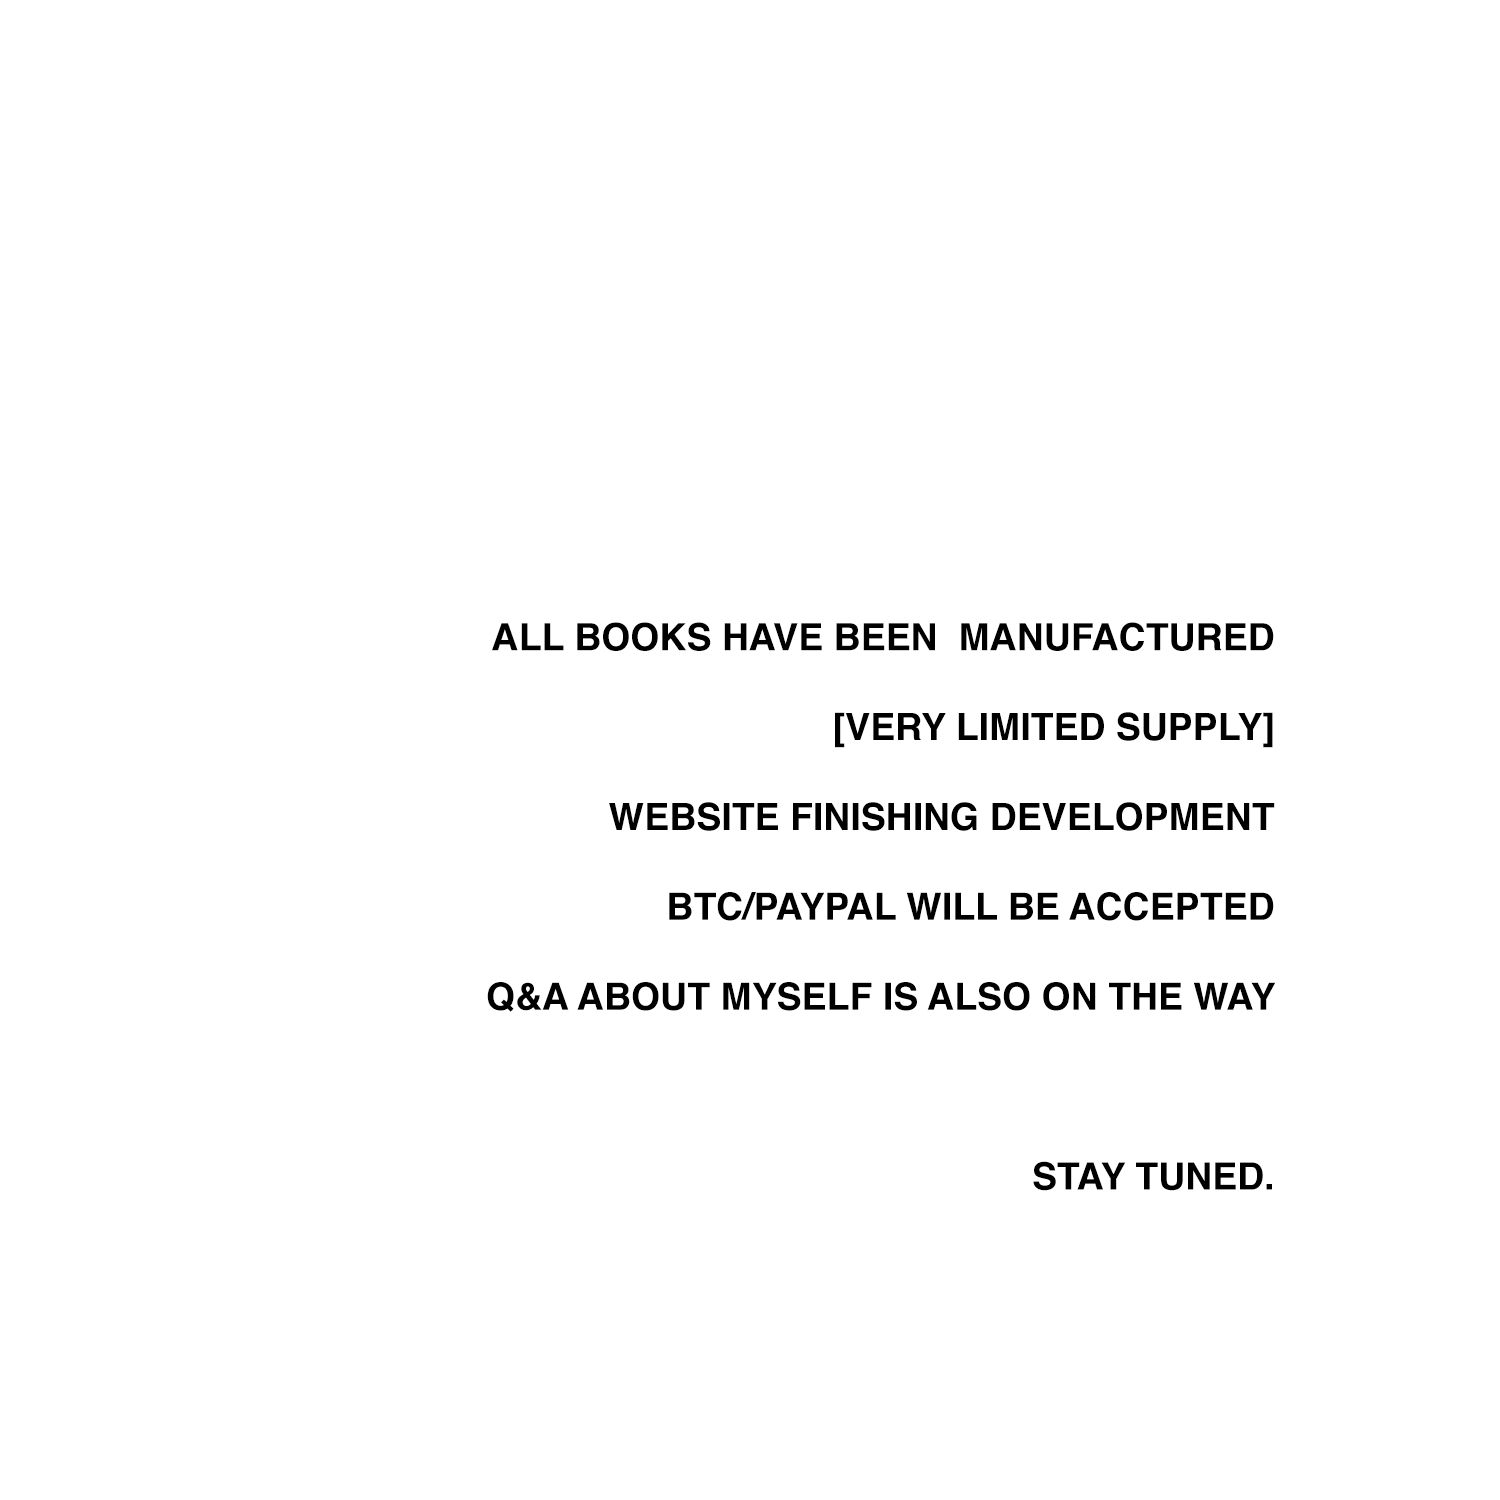 ALL BOOKS HAVE BEEN  MANUFACTURED
[VERY LIMITED SUPPLY]
WEBSITE FINISHING DEVELOPMENT
BTC/PAYPAL WILL BE ACCEPTED
Q&A ABOUT MYSELF IS ALSO ON THE WAY
STAY TUNED.